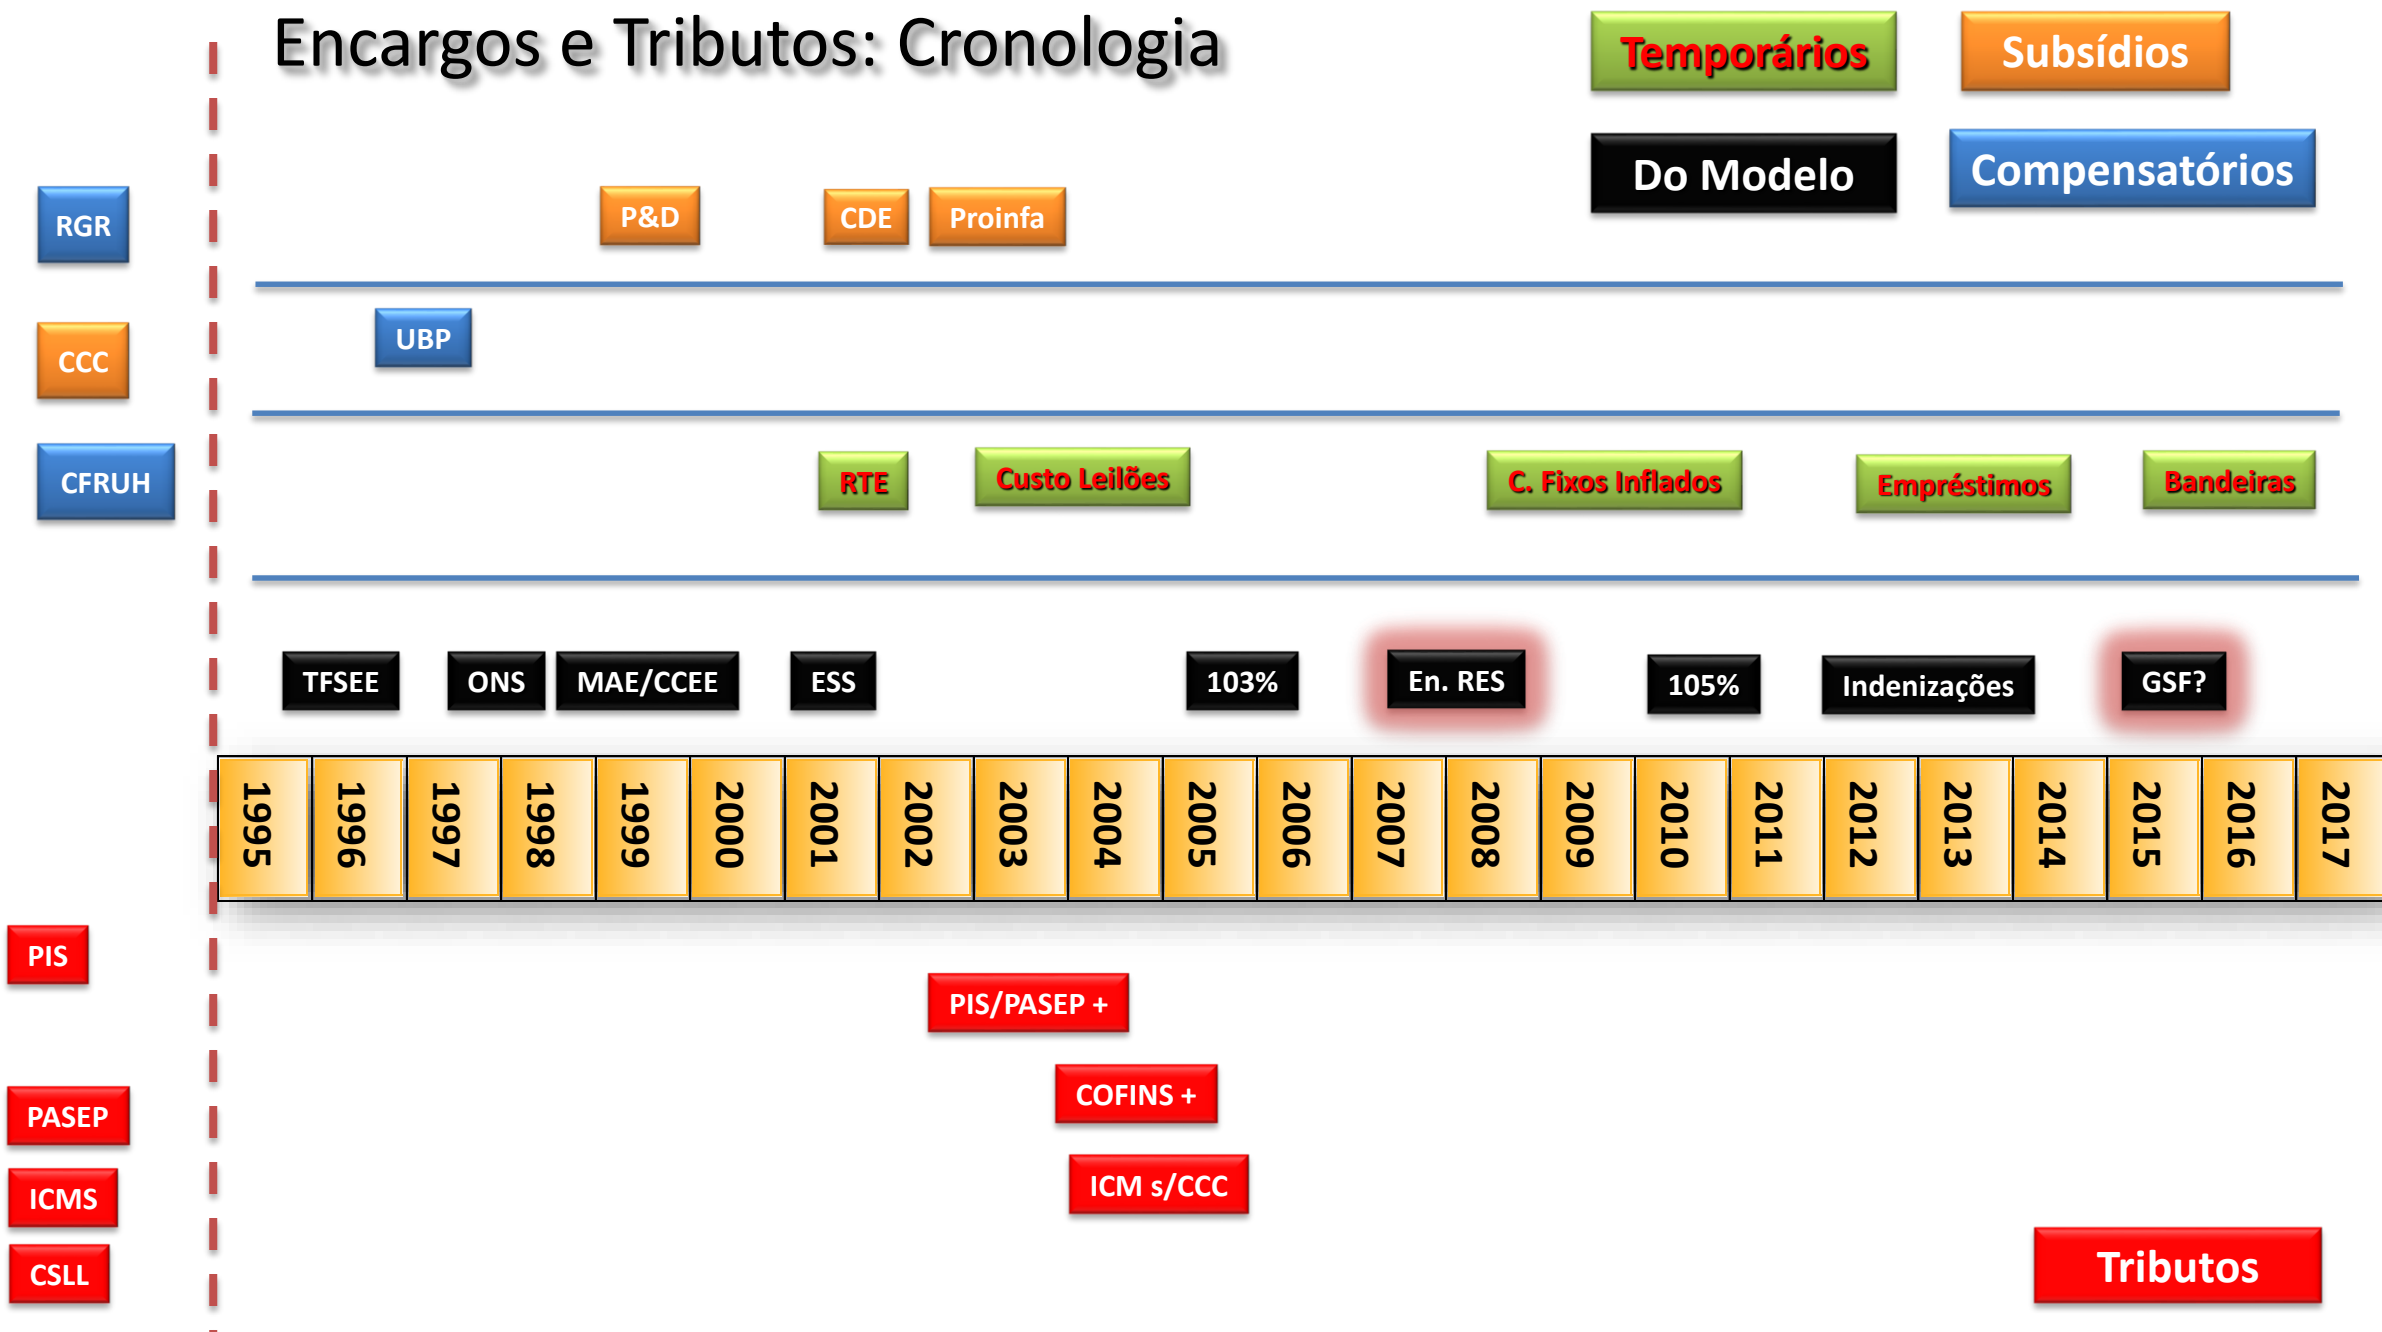 Encargos e Tributos: Cronologia
Temporários
Subsídios
Do Modelo
Compensatórios
RGR
P&D
CDE
Proinfa
UBP
CCC
CFRUH
RTE
Custo Leilões
C. Fixos Inflados
Empréstimos
Bandeiras
TFSEE
ONS
MAE/CCEE
ESS
103%
En. RES
105%
Indenizações
GSF?
1995
1996
1997
1998
1999
2000
2001
2002
2003
2004
2005
2006
2007
2008
2009
2010
2011
2012
2013
2014
2015
2016
2017
PIS
PIS/PASEP +
COFINS +
PASEP
ICM s/CCC
ICMS
CSLL
Tributos